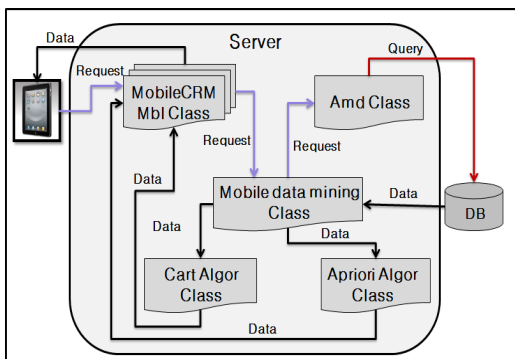 Data
Server
Query
Request
MobileCRM
Mbl Class
Amd Class
Request
Request
Data
Mobile data mining
Class
Data
DB
Data
Data
Cart Algor
Class
Apriori Algor
Class
Data